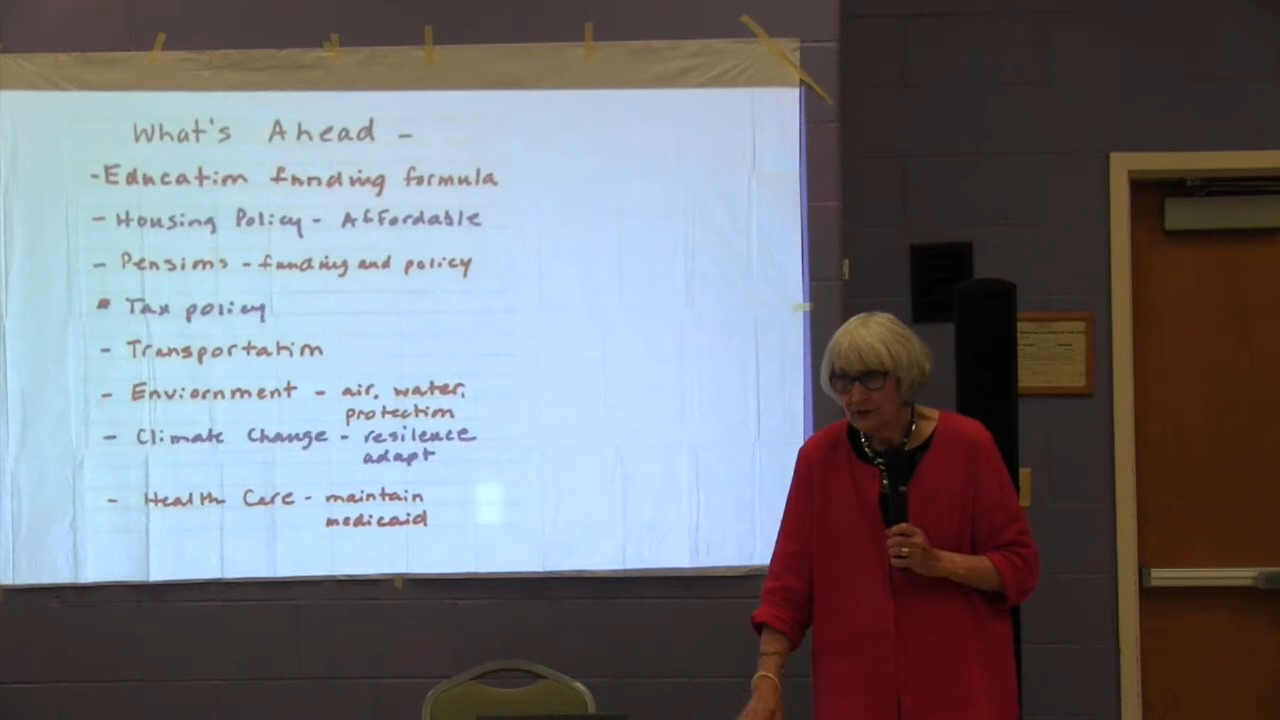 What's Ahead -
- Education funding formula
- Housing Policy - Affordable
- Pensions - funding and policy
• Tax policy
- Transportation
- Enviornment - air, water,
protection
- Climate Change - resilence
adapt
- Health Care - maintain
medicaid